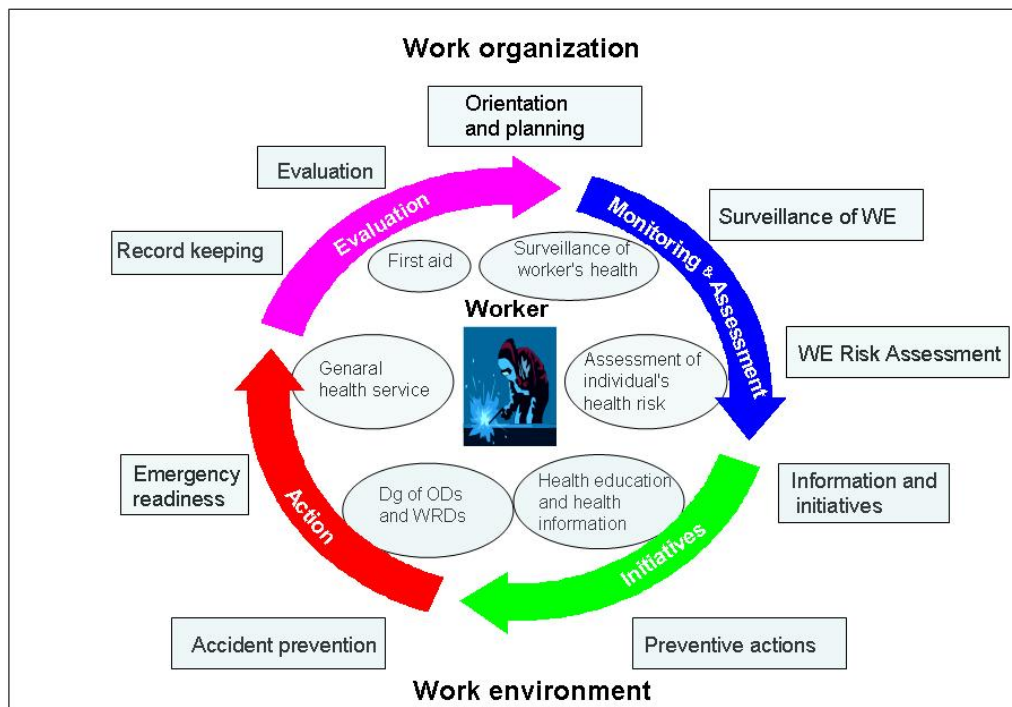 Work organization
Orientation
and planning
Evaluation
Record keeping
Evaluation
Monitoring & Assessment
Surveillance of WE
First aid
Surveillance of
worker's health
Worker
WE Risk Assessment
Genaral
health service
Assessment of
individual's
health risk
Emergency
readiness
Action
Dg of ODs
and WRDs
Health education
and health
information
Initiatives
Information and
initiatives
Accident prevention
Preventive actions
Work environment